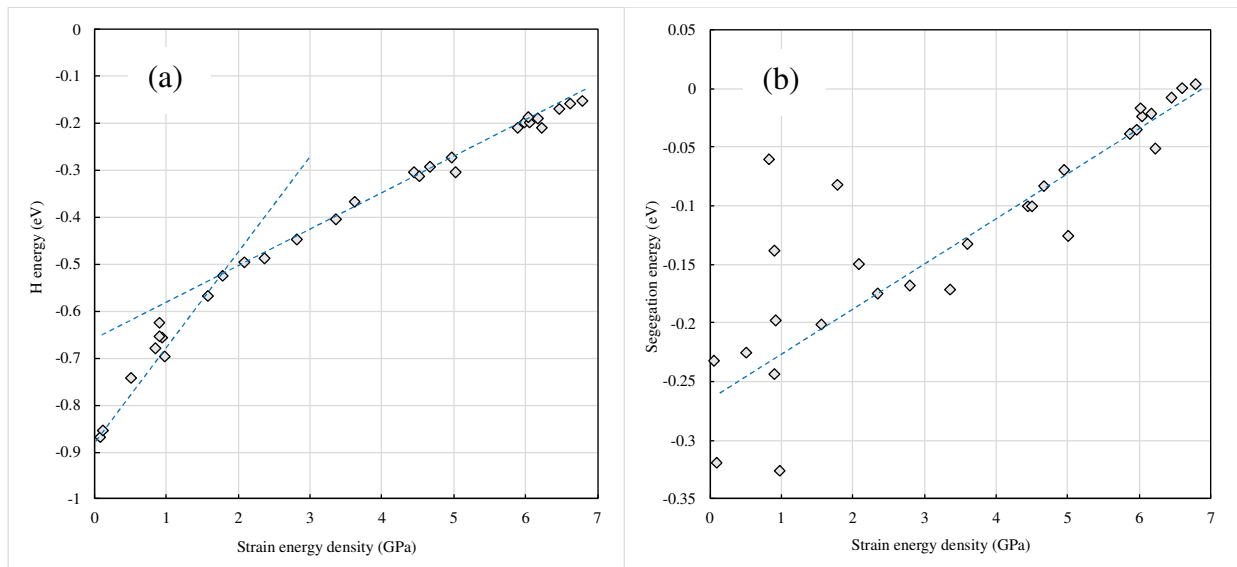 (a)
0
-0.1
-0.2
-0.3
-0.4
-0.5
-0.6
-0.7
-0.8
-0.9
-1
H energy (eV)
0 1 2 3 4 5 6 7
Strain energy density (GPa)
(b)
0.05
0
-0.05
-0.1
-0.15
-0.2
-0.25
-0.3
-0.35
Segegation energy (eV)
0 1 2 3 4 5 6 7
Strain energy density (GPa)